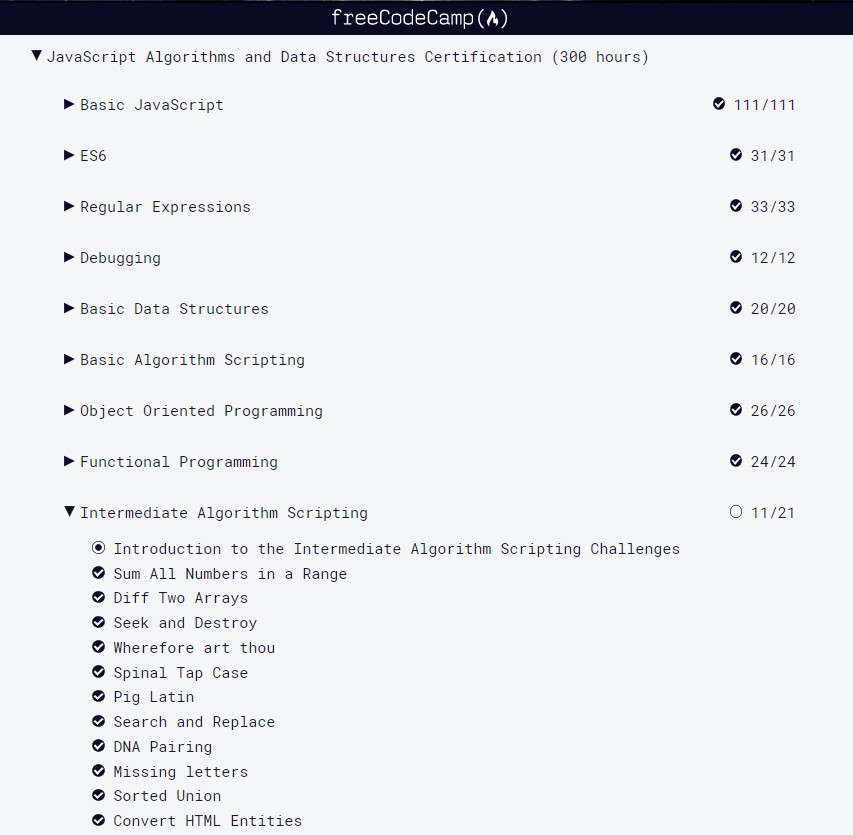 freeCodeCamp
JavaScript Algorithms and Data Structures Certification (300 hours)
Basic JavaScript 111/111
ES6 31/31
Regular Expressions 33/33
Debugging 12/12
Basic Data Structures 20/20
Basic Algorithm Scripting 16/16
Object Oriented Programming 26/26
Functional Programming 24/24
Intermediate Algorithm Scripting 11/21
Introduction to the Intermediate Algorithm Scripting Challenges
Sum All Numbers in a Range
Diff Two Arrays
Seek and Destroy
Wherefore art thou
Spinal Tap Case
Pig Latin
Search and Replace
DNA Pairing
Missing letters
Sorted Union
Convert HTML Entities